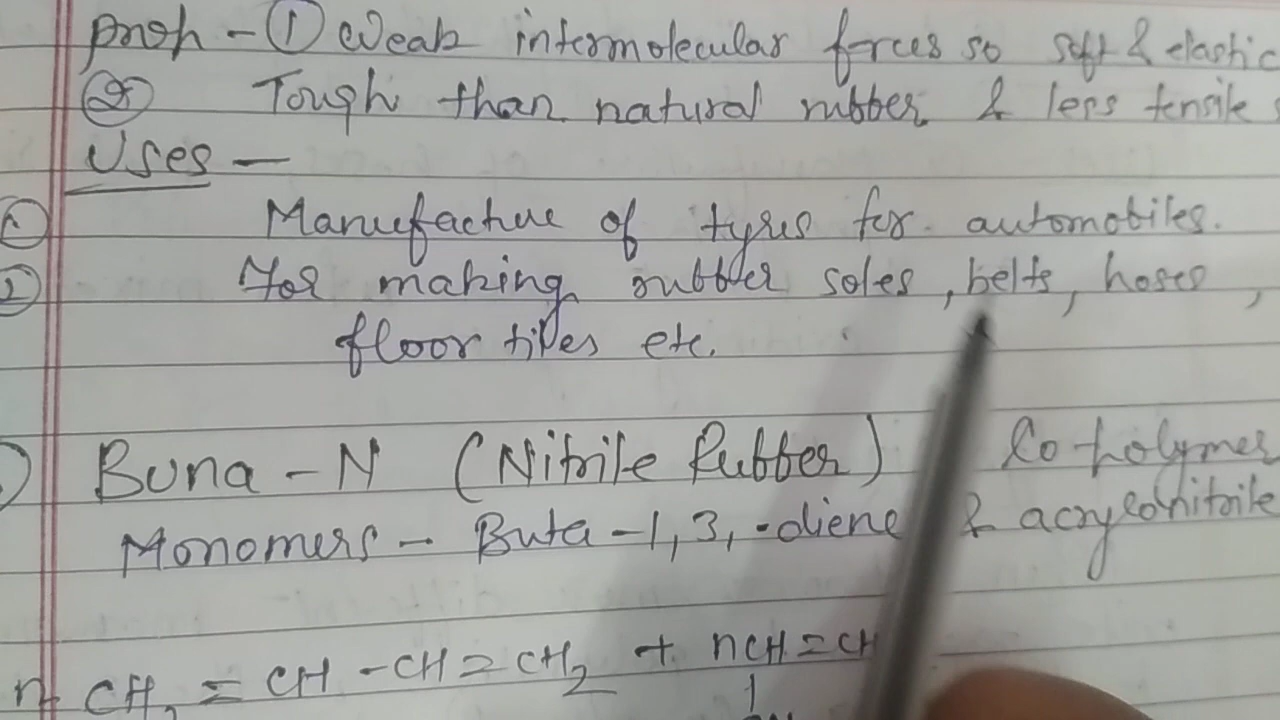 Prop - ① Weak intermolecular forces so soft & elastic
② Tough than natural rubber & less tensile
Uses -
① Manufacture of tyres for automobiles.
② For making rubber soles, belts, hoses,
floor tiles etc.
Buna-N (Nitrile Rubber) Co polymer
Monomers - Buta-1,3,-diene & acrylonitrile
n CH2 = CH - CH = CH2 + nCH = CH